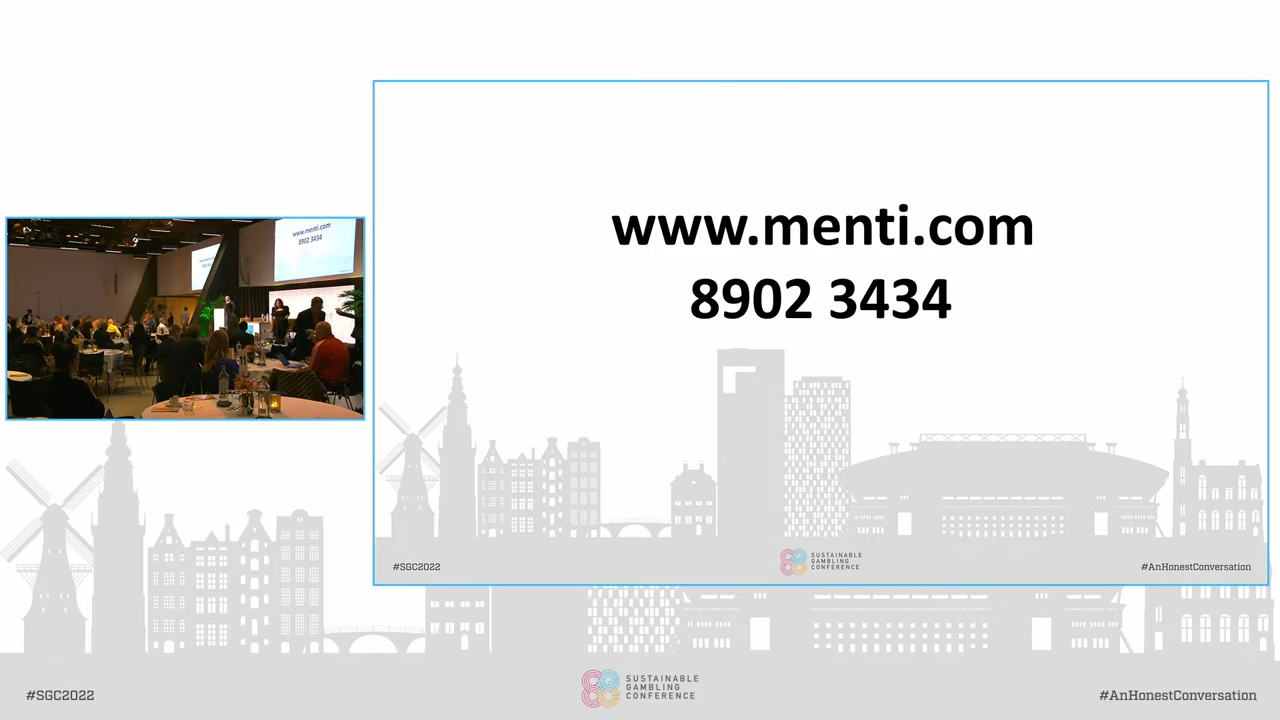 www.menti.com
8902 3434
#SGC2022
SUSTAINABLE
GAMBLING
CONFERENCE
#AnHonestConversation
www.menti.com
8902 3434
#SGC2022
SUSTAINABLE
GAMBLING
CONFERENCE
#AnHonestConversation